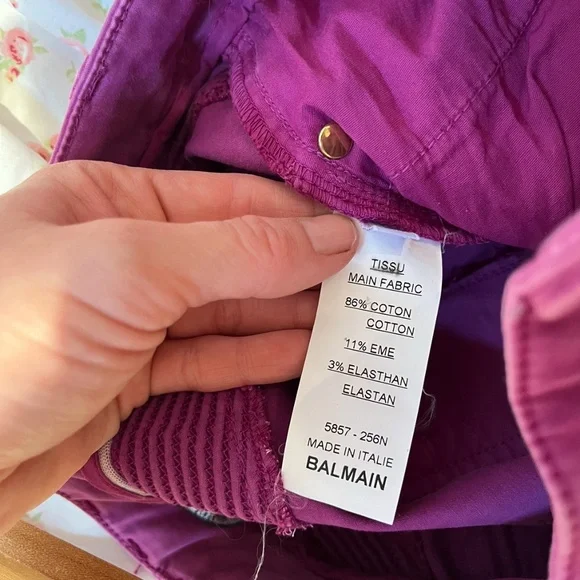 TISSU
MAIN FABRIC
86% COTON
COTTON
11% EME
3% ELASTHAN
ELASTAN
5857 - 256N
MADE IN ITALIE
BALMAIN